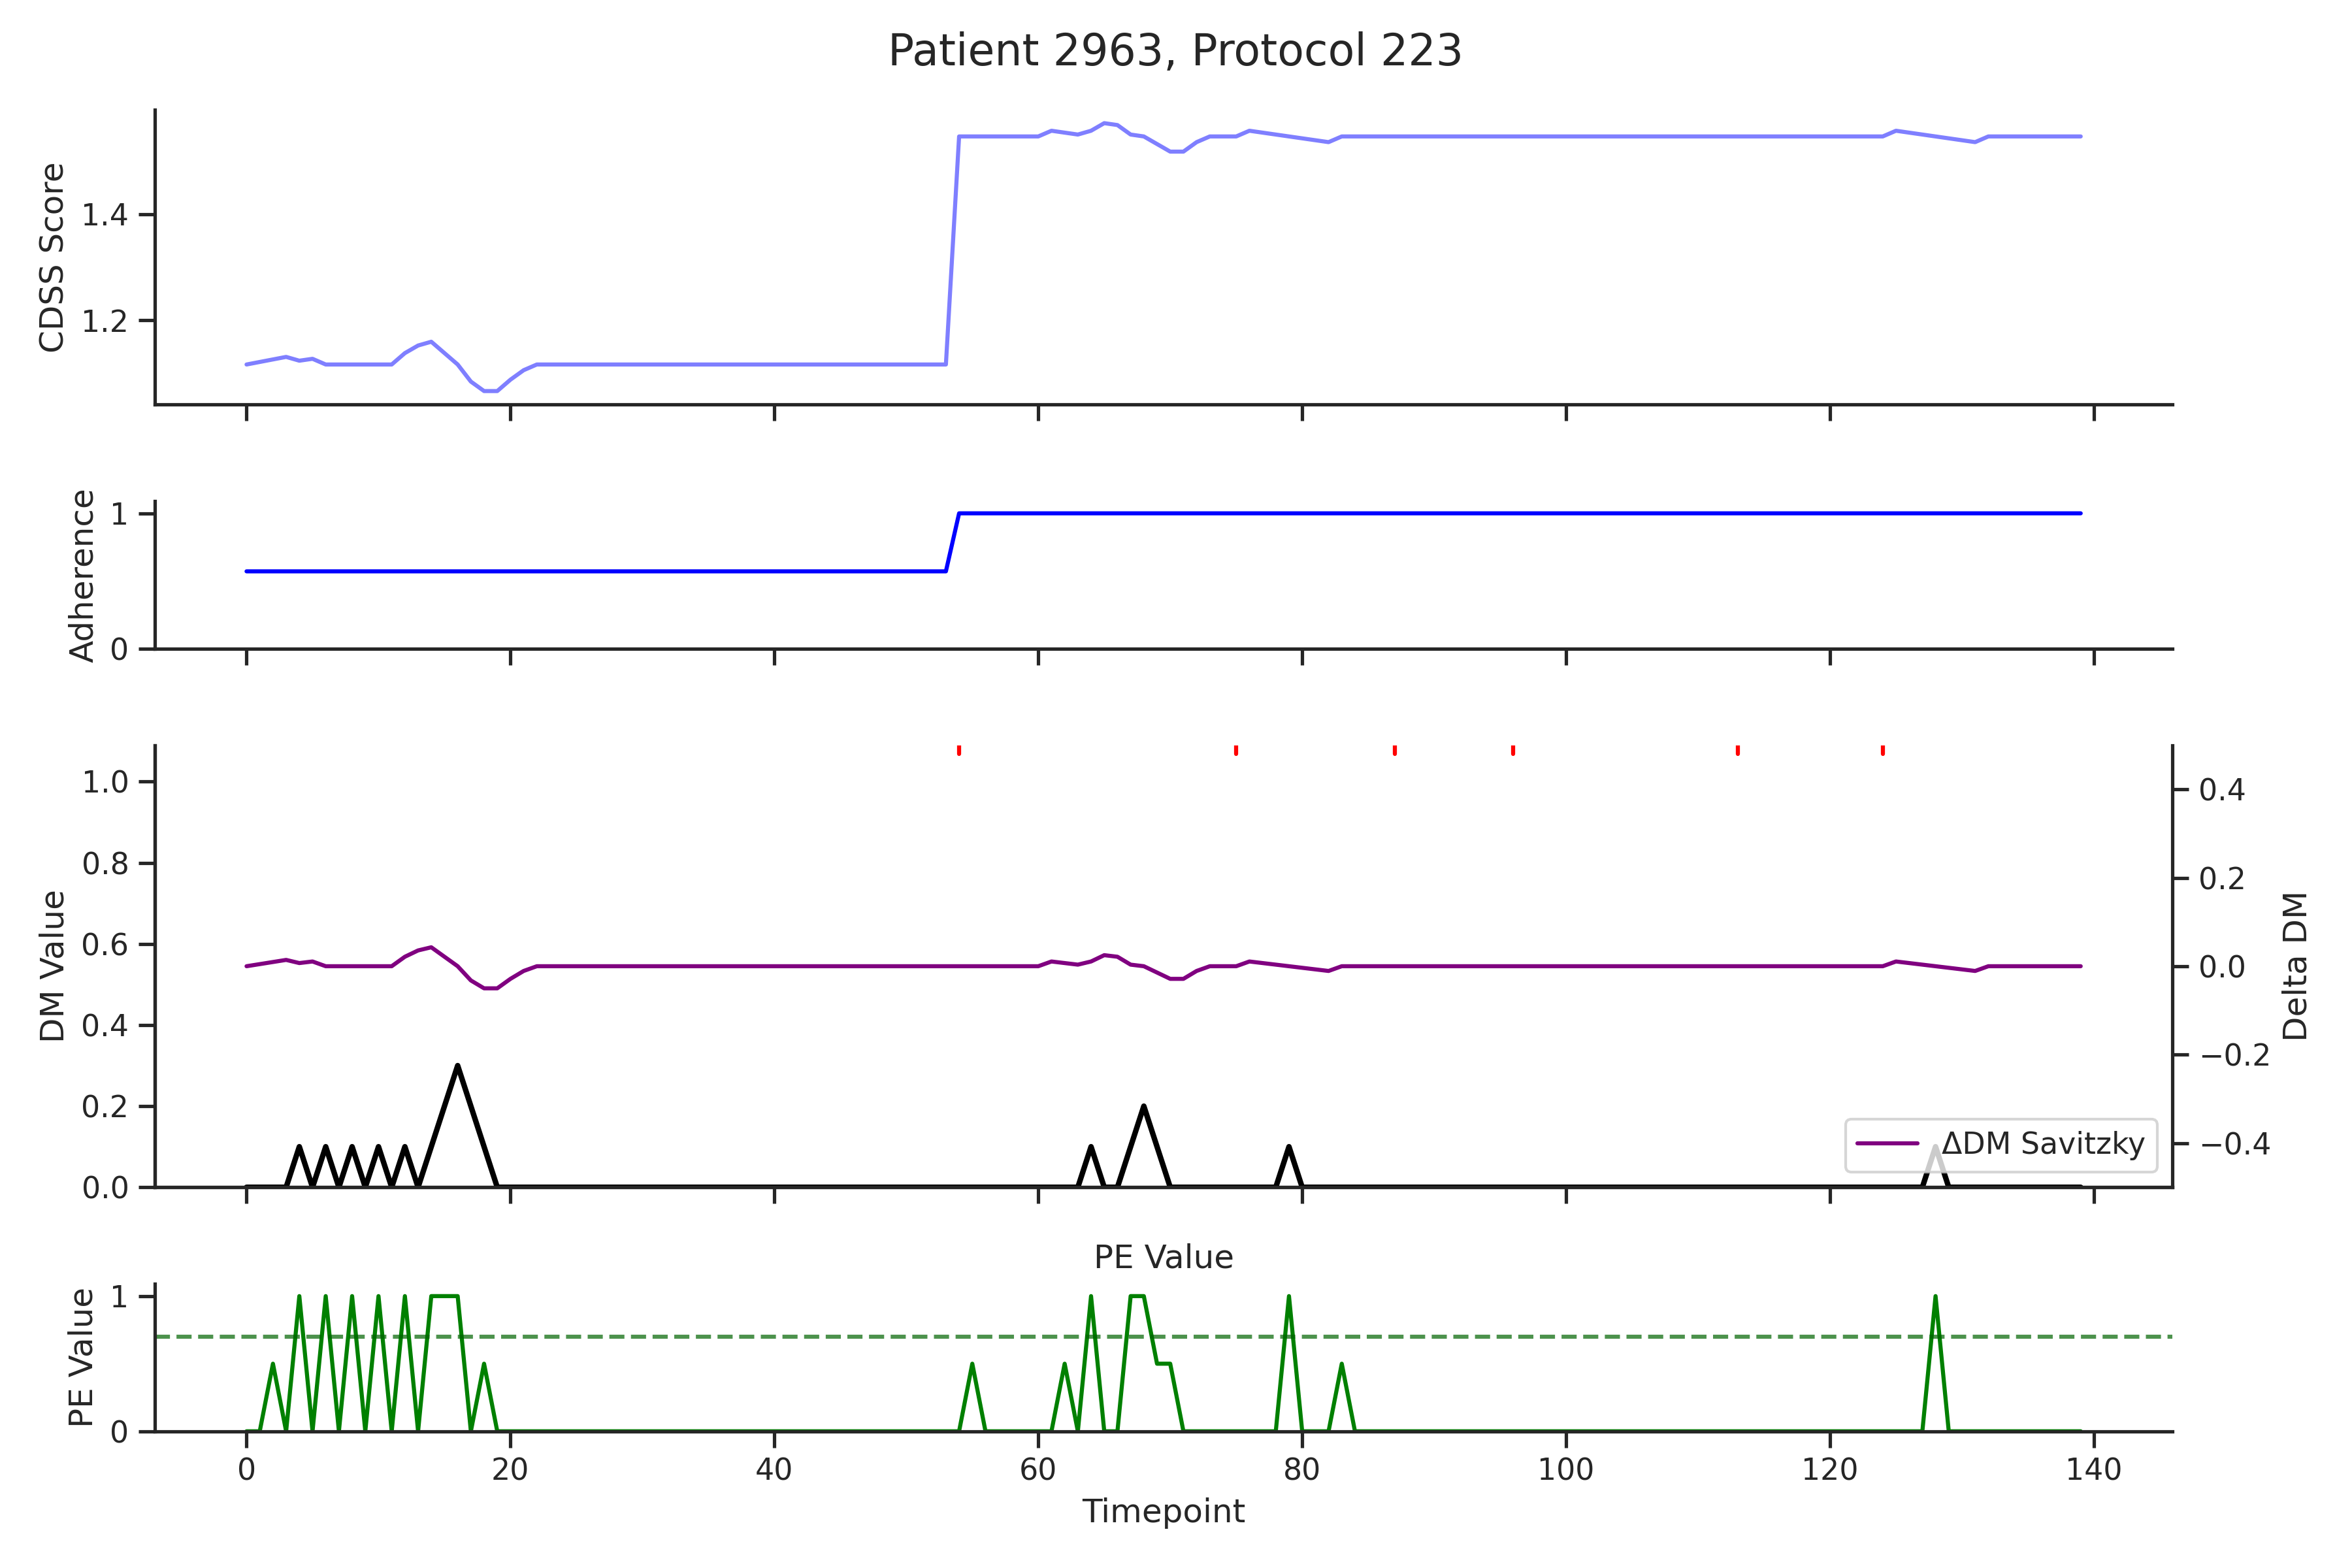 Patient 2963, Protocol 223
CDSS Score
1.4
1.2
Adherence
1
0
DM Value
1.0
0.8
0.6
0.4
0.2
0.0
Delta DM
0.4
0.2
0.0
−0.2
−0.4
ΔDM Savitzky
PE Value
PE Value
1
0
0 20 40 60 80 100 120 140
Timepoint